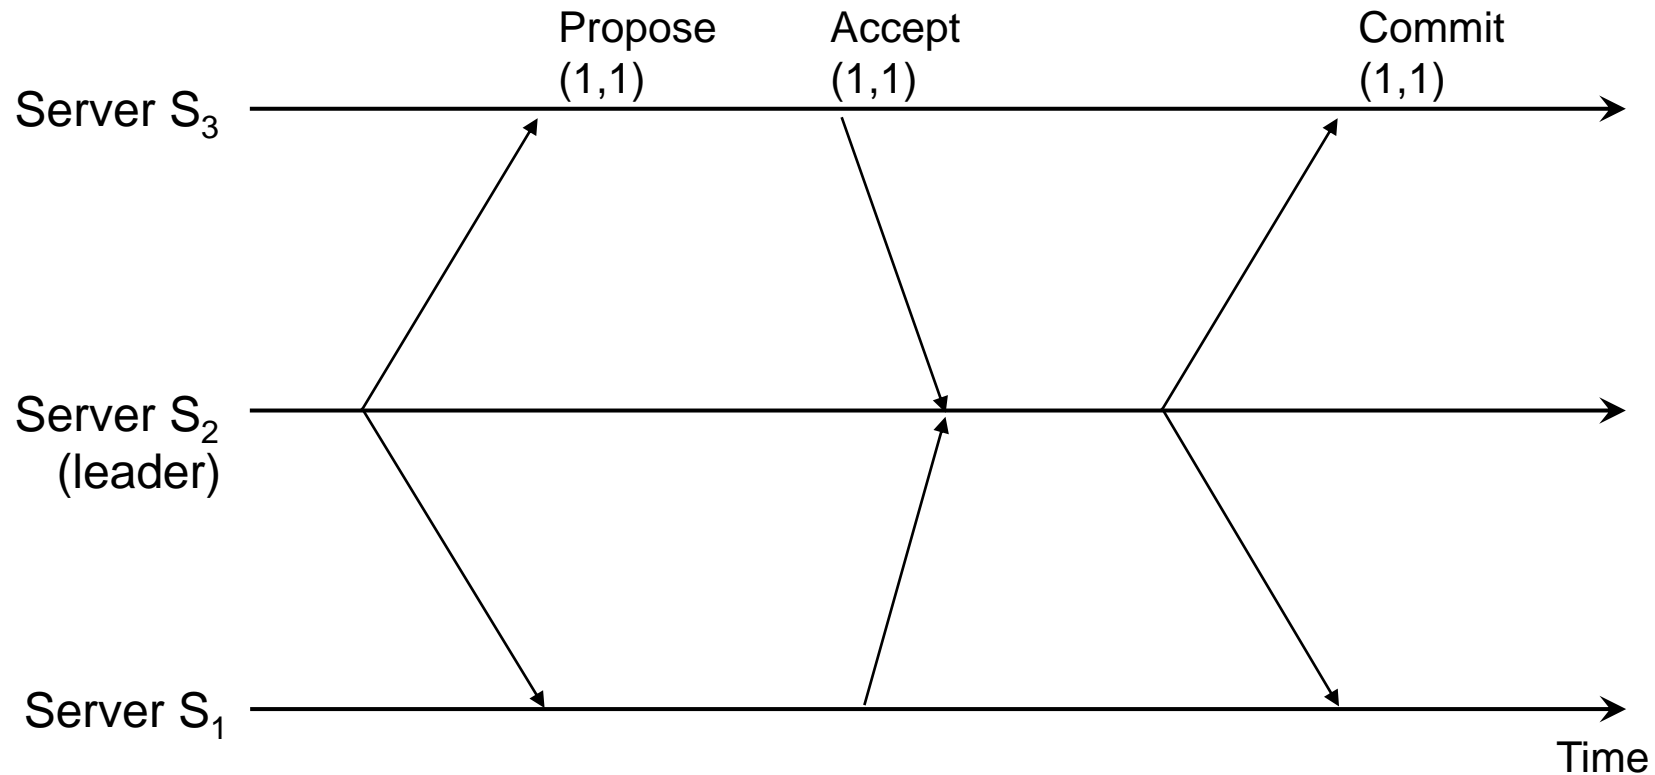 Propose
(1,1)
Accept
(1,1)
Commit
(1,1)
Server S₃
Server S₂
(leader)
Server S₁
Time